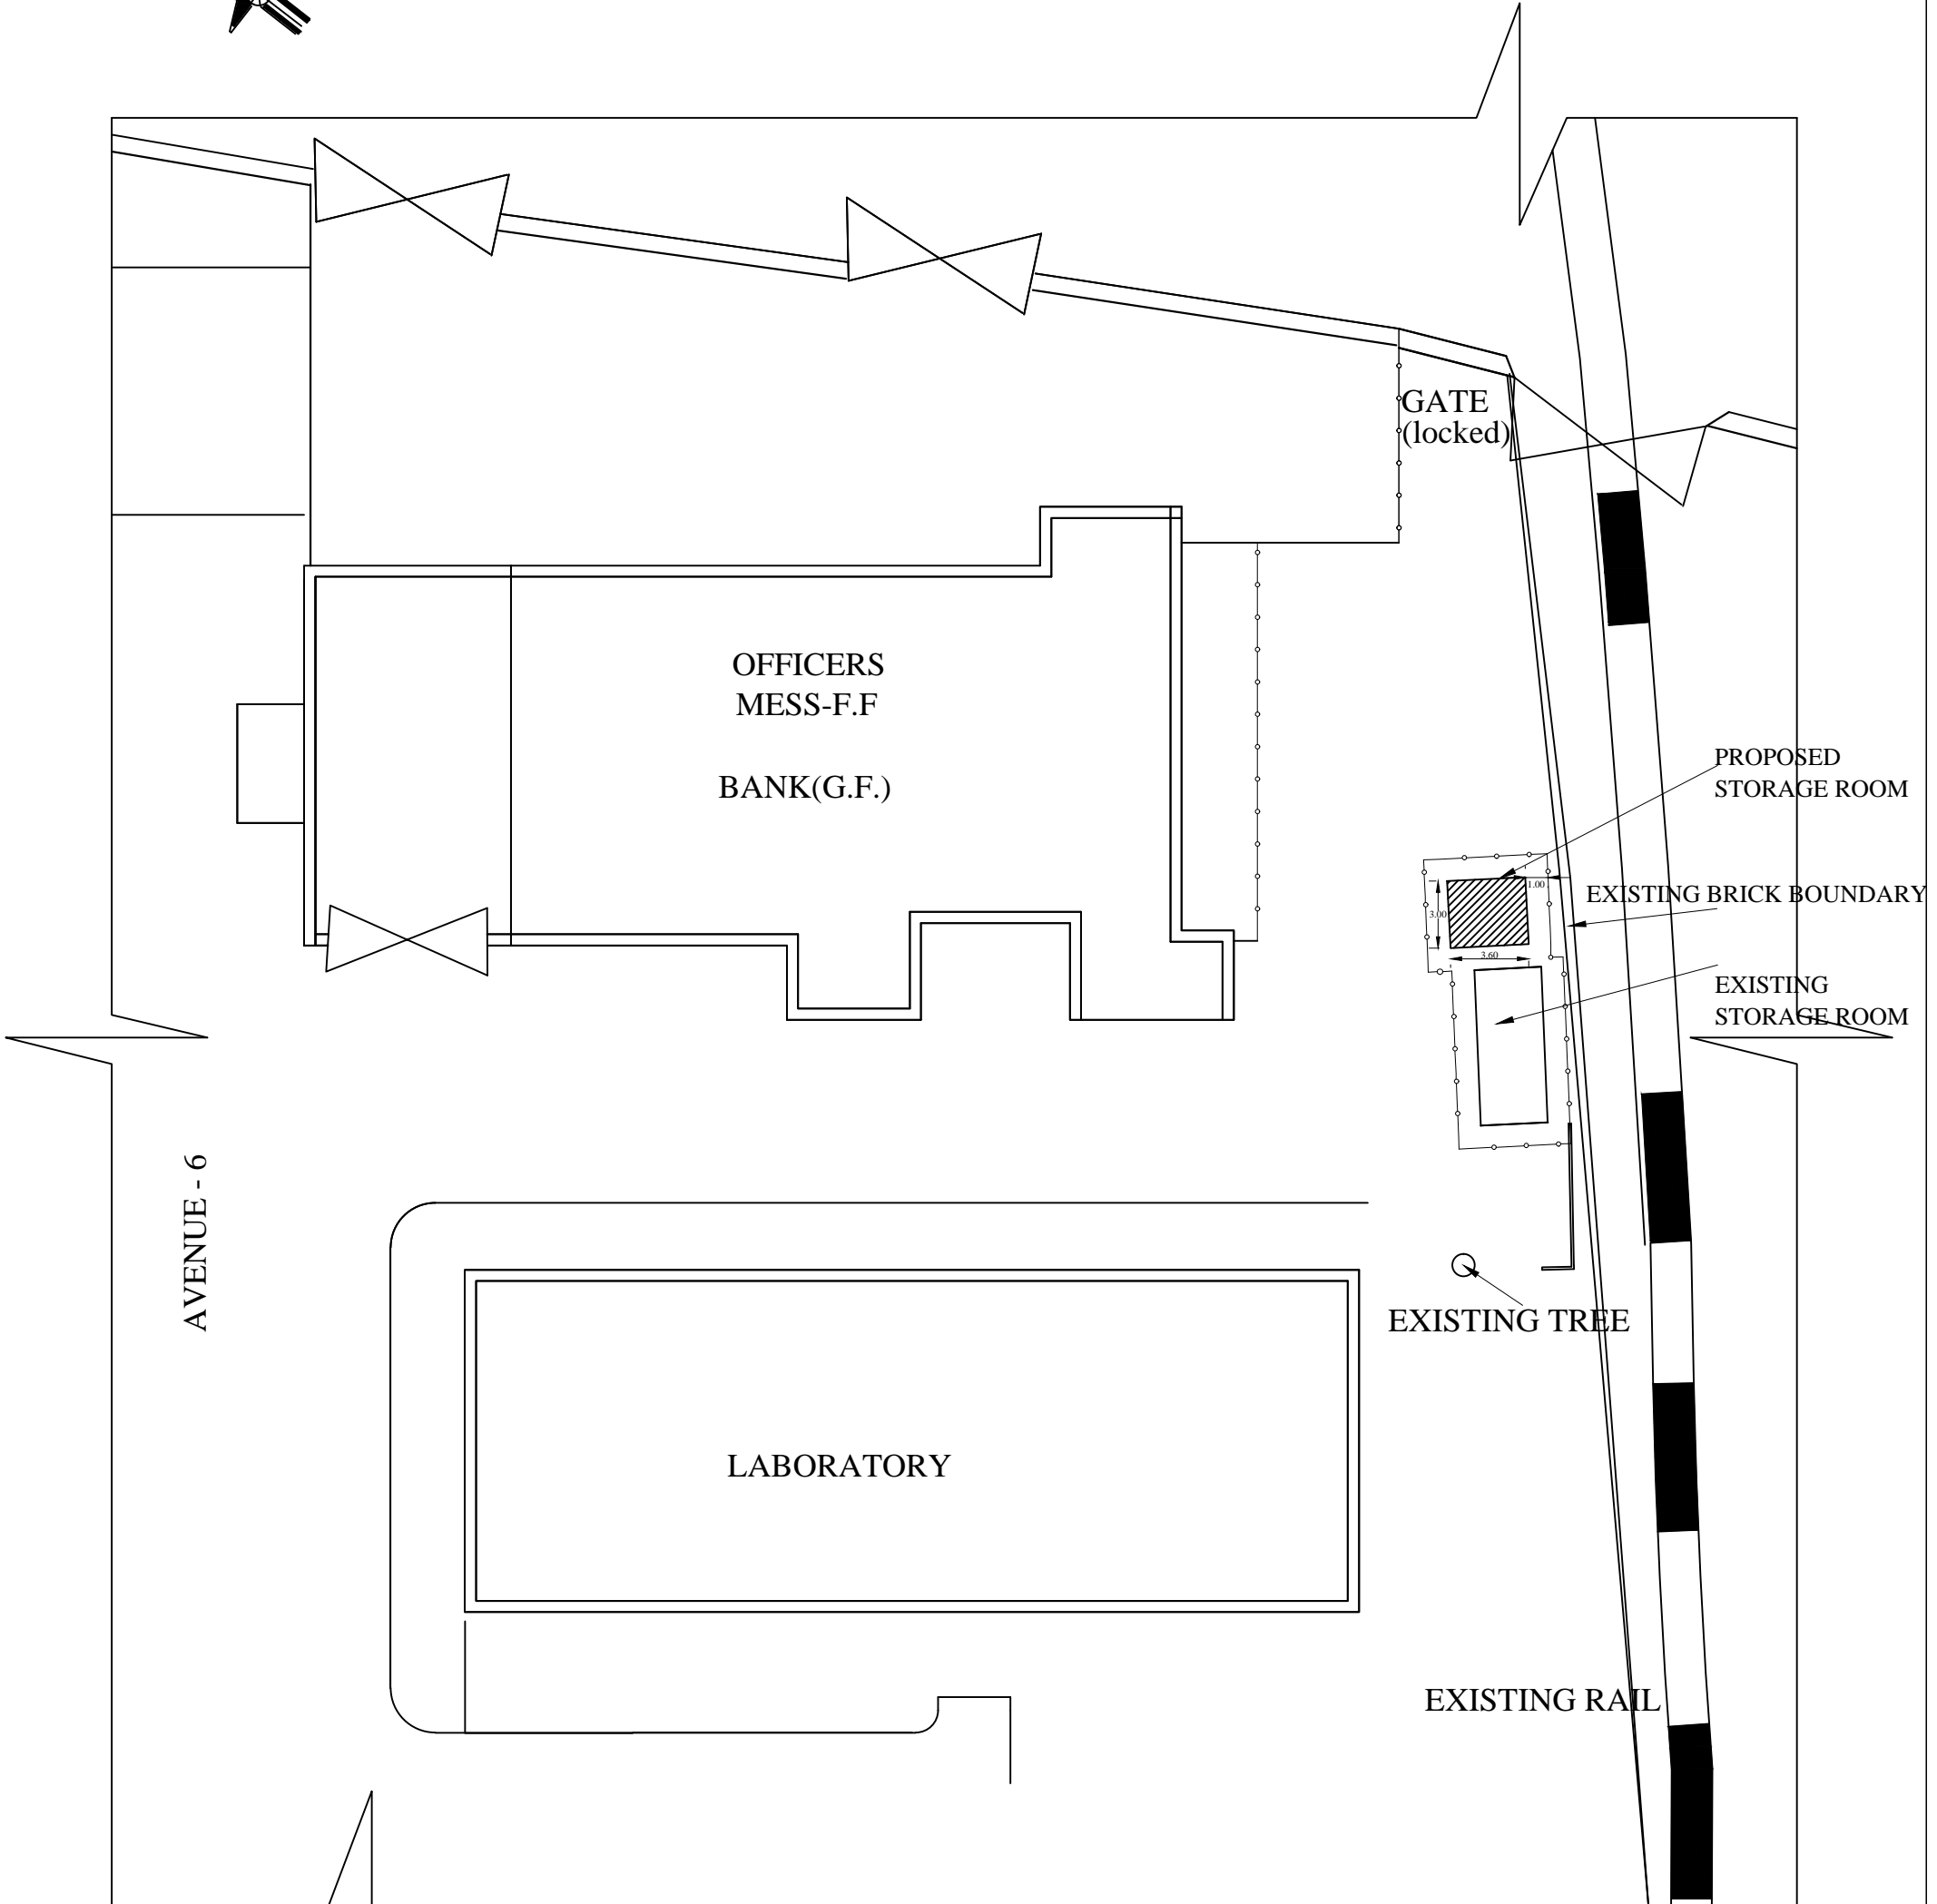 GATE
(locked)
OFFICERS
MESS-F.F
BANK(G.F.)
PROPOSED
STORAGE ROOM
1.00
EXISTING BRICK BOUNDARY
3.00
3.60
EXISTING
STORAGE ROOM
AVENUE - 6
EXISTING TREE
LABORATORY
EXISTING RAIL